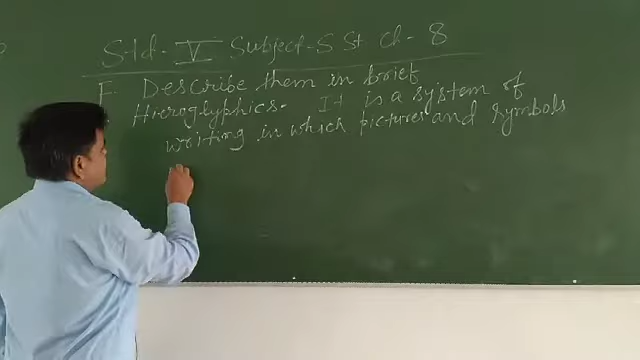 Std - V Subject - S St ch - 8
F Describe them in brief
Hieroglyphics - It is a system of
writing in which pictures and symbols